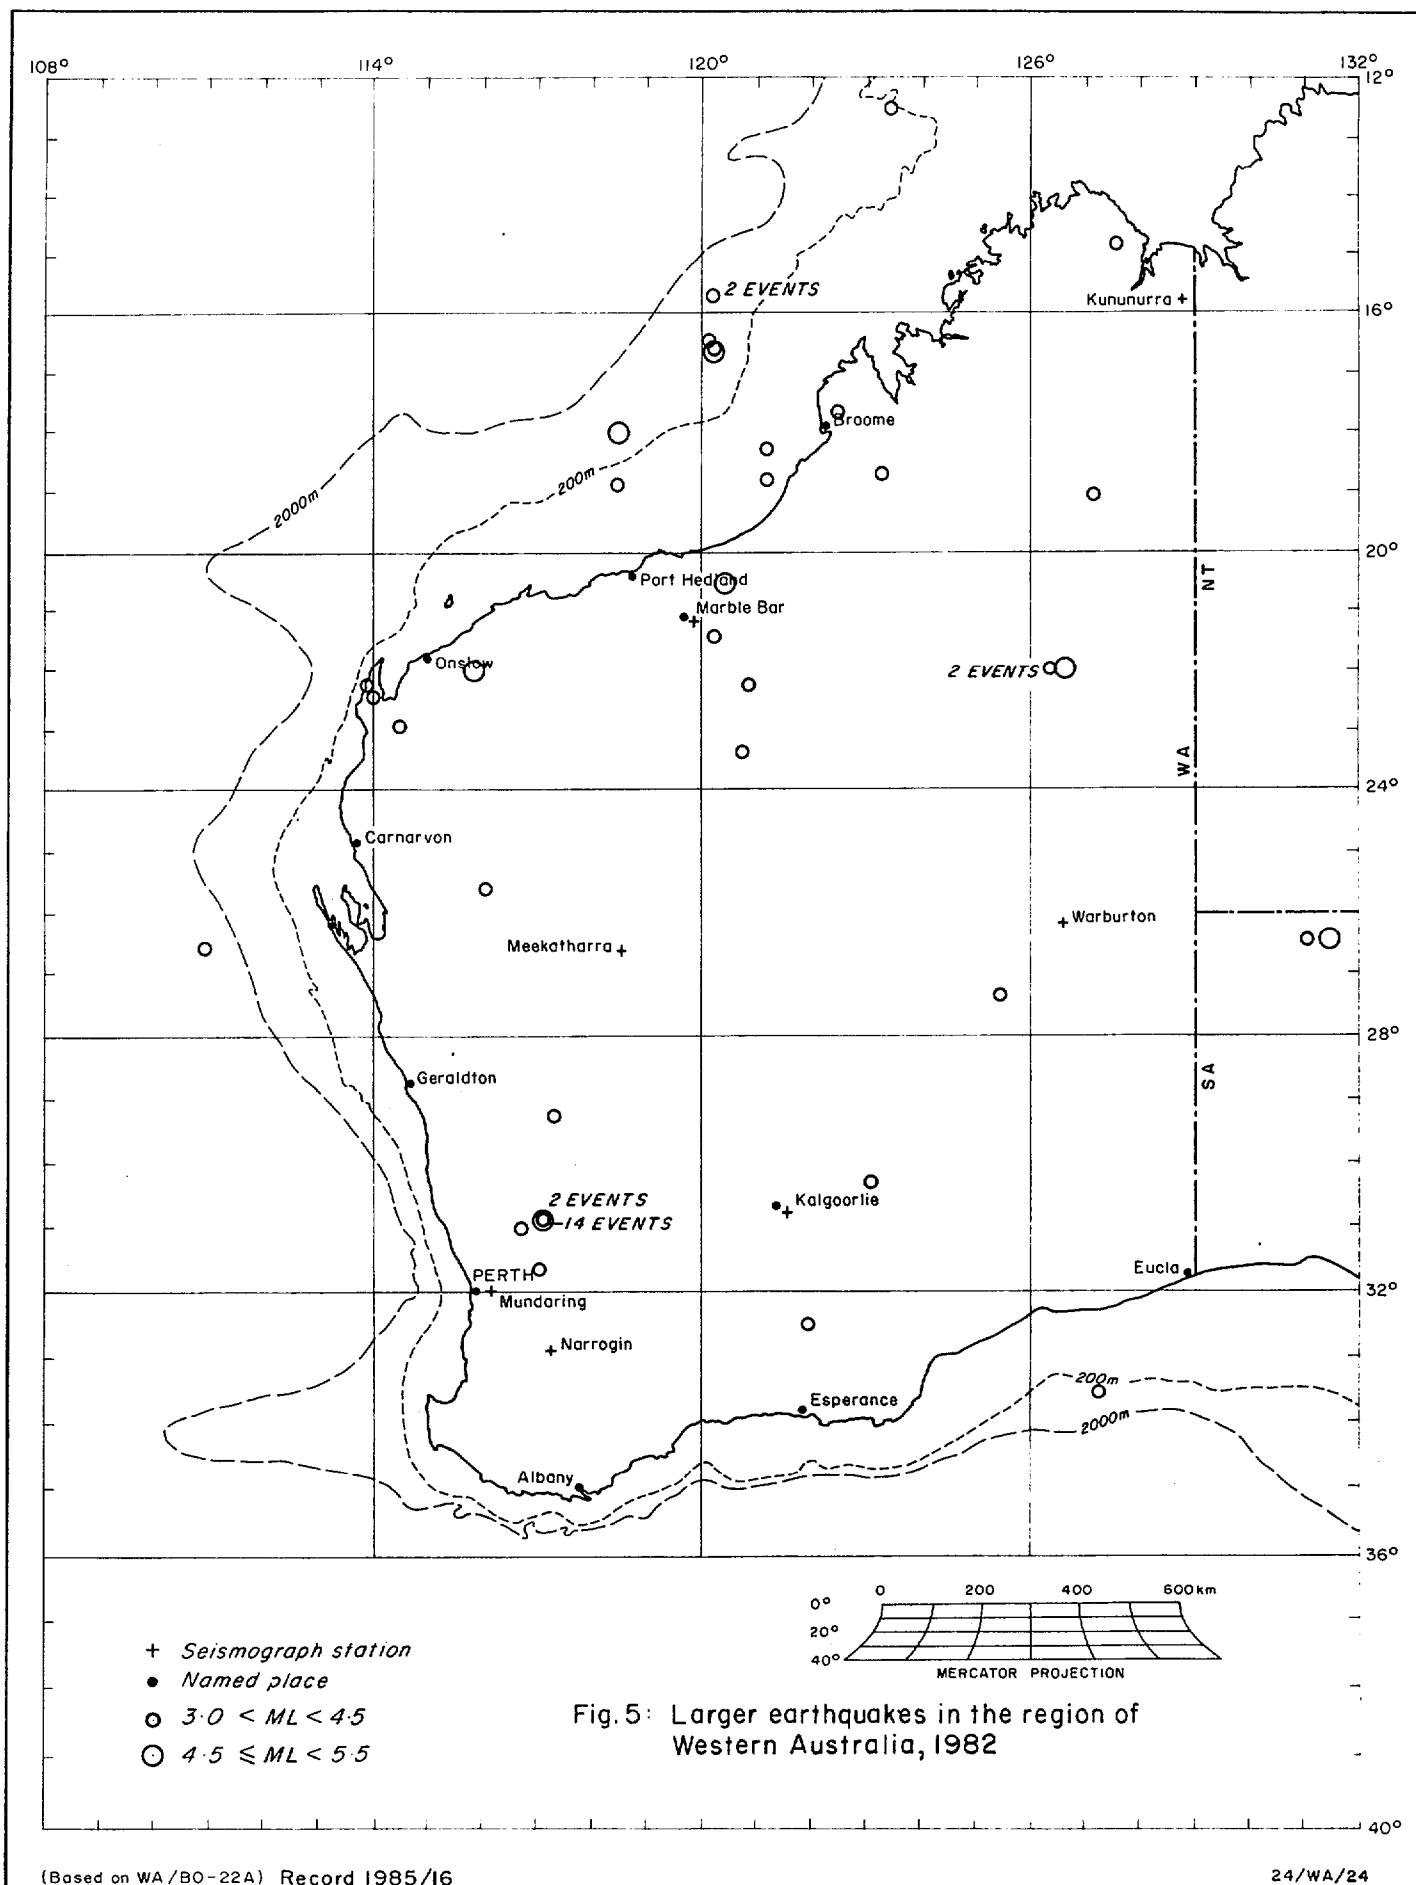 108° 114° 120° 126° 132°
12°
2 EVENTS
Kununurra
16°
Broome
200m
2000m
20°
Port Hedland
NT
Marble Bar
Onslow
2 EVENTS
WA
24°
Carnarvon
Warburton
Meekatharra
28°
Geraldton
SA
2 EVENTS
Kalgoorlie
14 EVENTS
Eucla
PERTH
32°
Mundaring
Narrogin
200m
Esperance
2000m
Albany
36°
0 200 400 600 km
0°
20°
40°
MERCATOR PROJECTION
+ Seismograph station
• Named place
3·0 < ML < 4·5
4·5 ⩽ ML < 5·5
Fig. 5: Larger earthquakes in the region of
Western Australia, 1982
40°
(Based on WA/BO-22A) Record 1985/16 24/WA/24